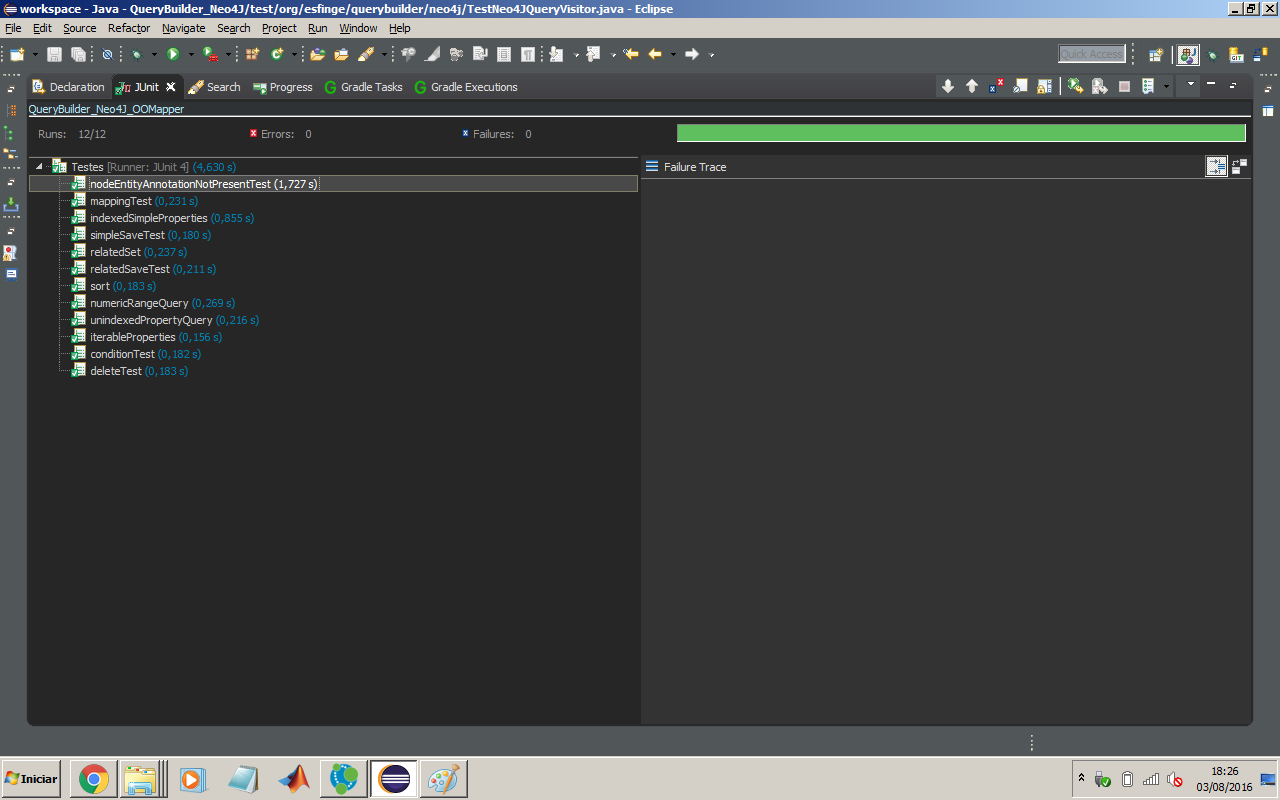 workspace - Java - QueryBuilder_Neo4J/test/org/esfinge/querybuilder/neo4j/TestNeo4JQueryVisitor.java - Eclipse
File Edit Source Refactor Navigate Search Project Run Window Help
Quick Access
GIT
Declaration JUnit Search Progress Gradle Tasks Gradle Executions
QueryBuilder_Neo4J_OOMapper
Runs: 12/12 Errors: 0 Failures: 0
Testes [Runner: JUnit 4] (4,630 s)
nodeEntityAnnotationNotPresentTest (1,727 s)
mappingTest (0,231 s)
indexedSimpleProperties (0,855 s)
simpleSaveTest (0,180 s)
relatedSet (0,237 s)
relatedSaveTest (0,211 s)
sort (0,183 s)
numericRangeQuery (0,269 s)
unindexedPropertyQuery (0,216 s)
iterableProperties (0,156 s)
conditionTest (0,182 s)
deleteTest (0,183 s)
Failure Trace
Iniciar
18:26
03/08/2016